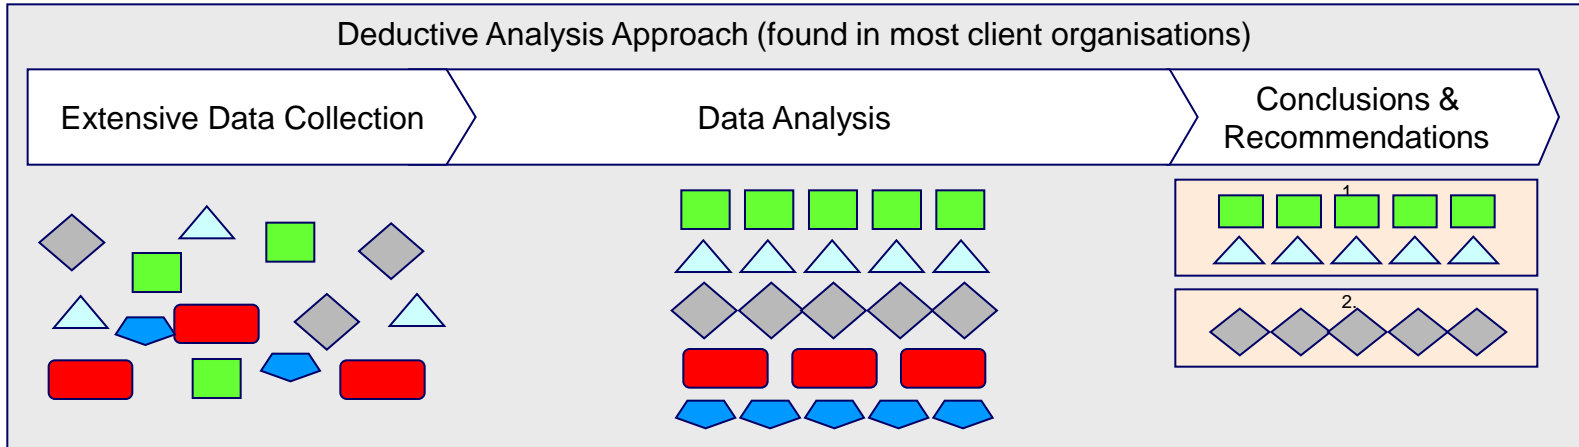 Deductive Analysis Approach (found in most client organisations)
Extensive Data Collection
Data Analysis
Conclusions &
Recommendations
1.
2.